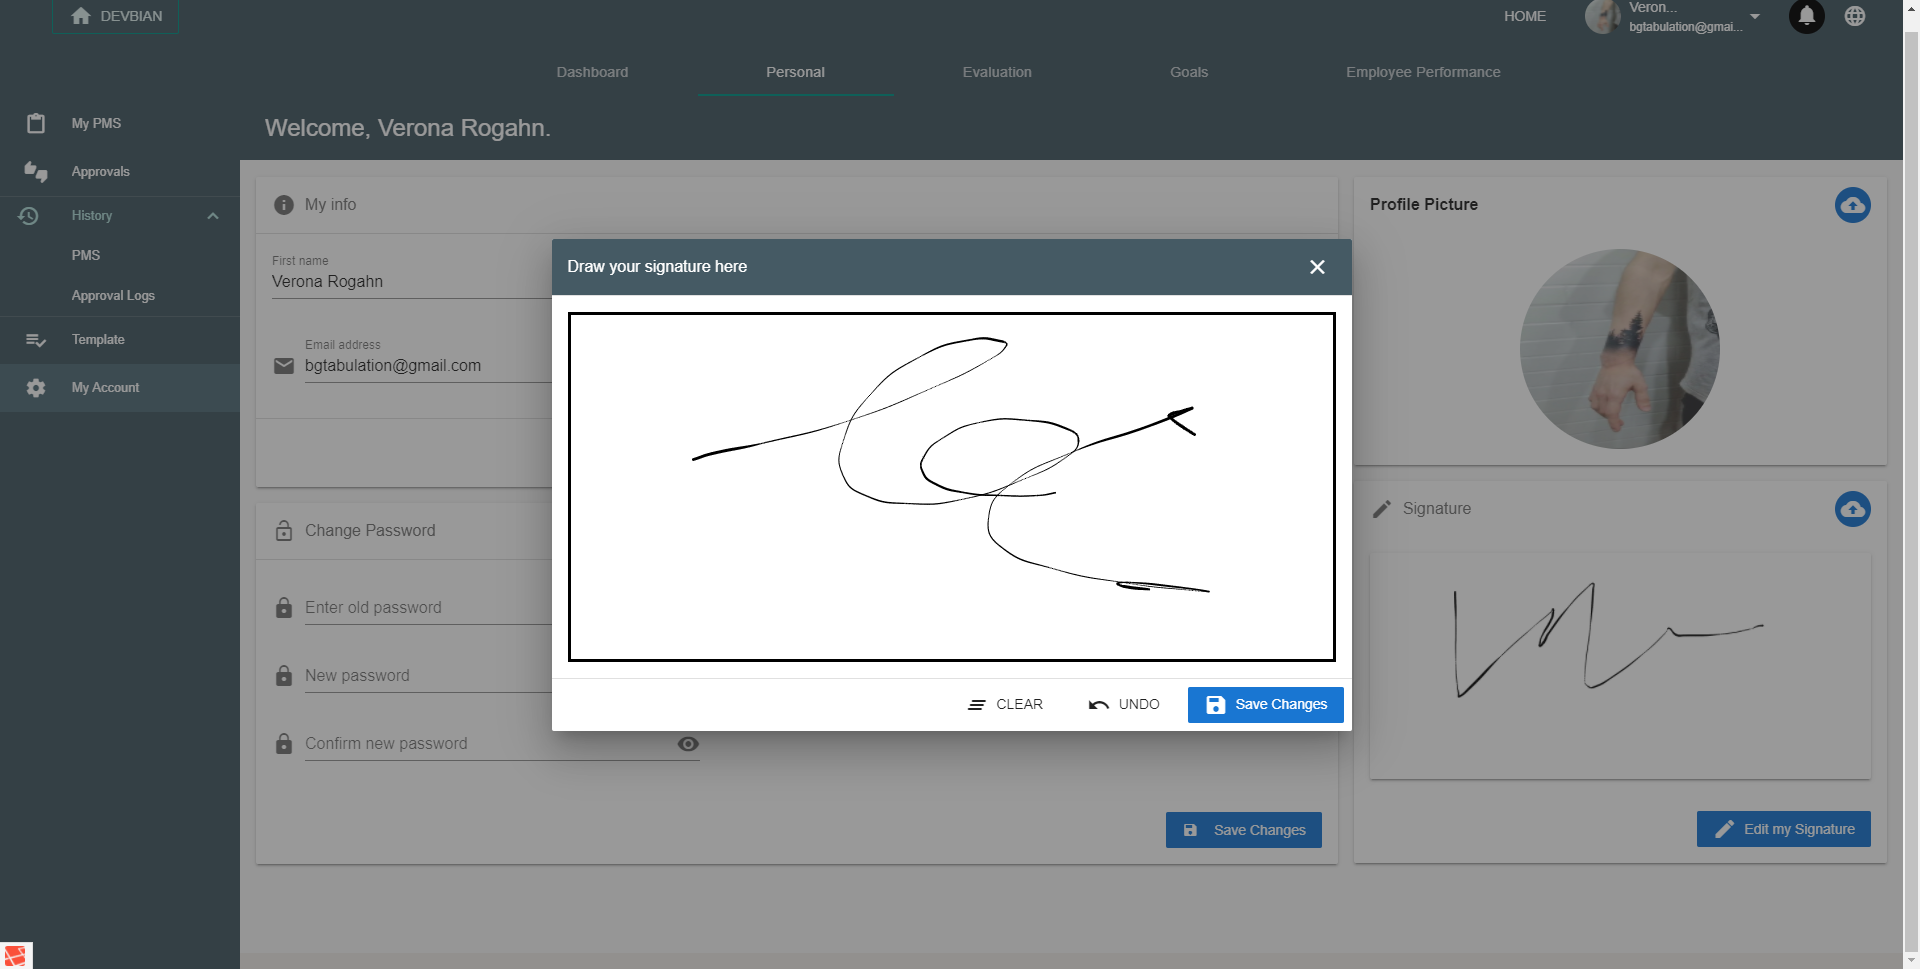 DEVBIAN
HOME
Veron...
bgtabulation@gmai...
Dashboard
Personal
Evaluation
Goals
Employee Performance
My PMS
Approvals
History
PMS
Approval Logs
Template
My Account
Welcome, Verona Rogahn.
My info
First name
Verona Rogahn
Email address
bgtabulation@gmail.com
Change Password
Enter old password
New password
Confirm new password
Save Changes
Draw your signature here
CLEAR
UNDO
Save Changes
Profile Picture
Signature
Edit my Signature